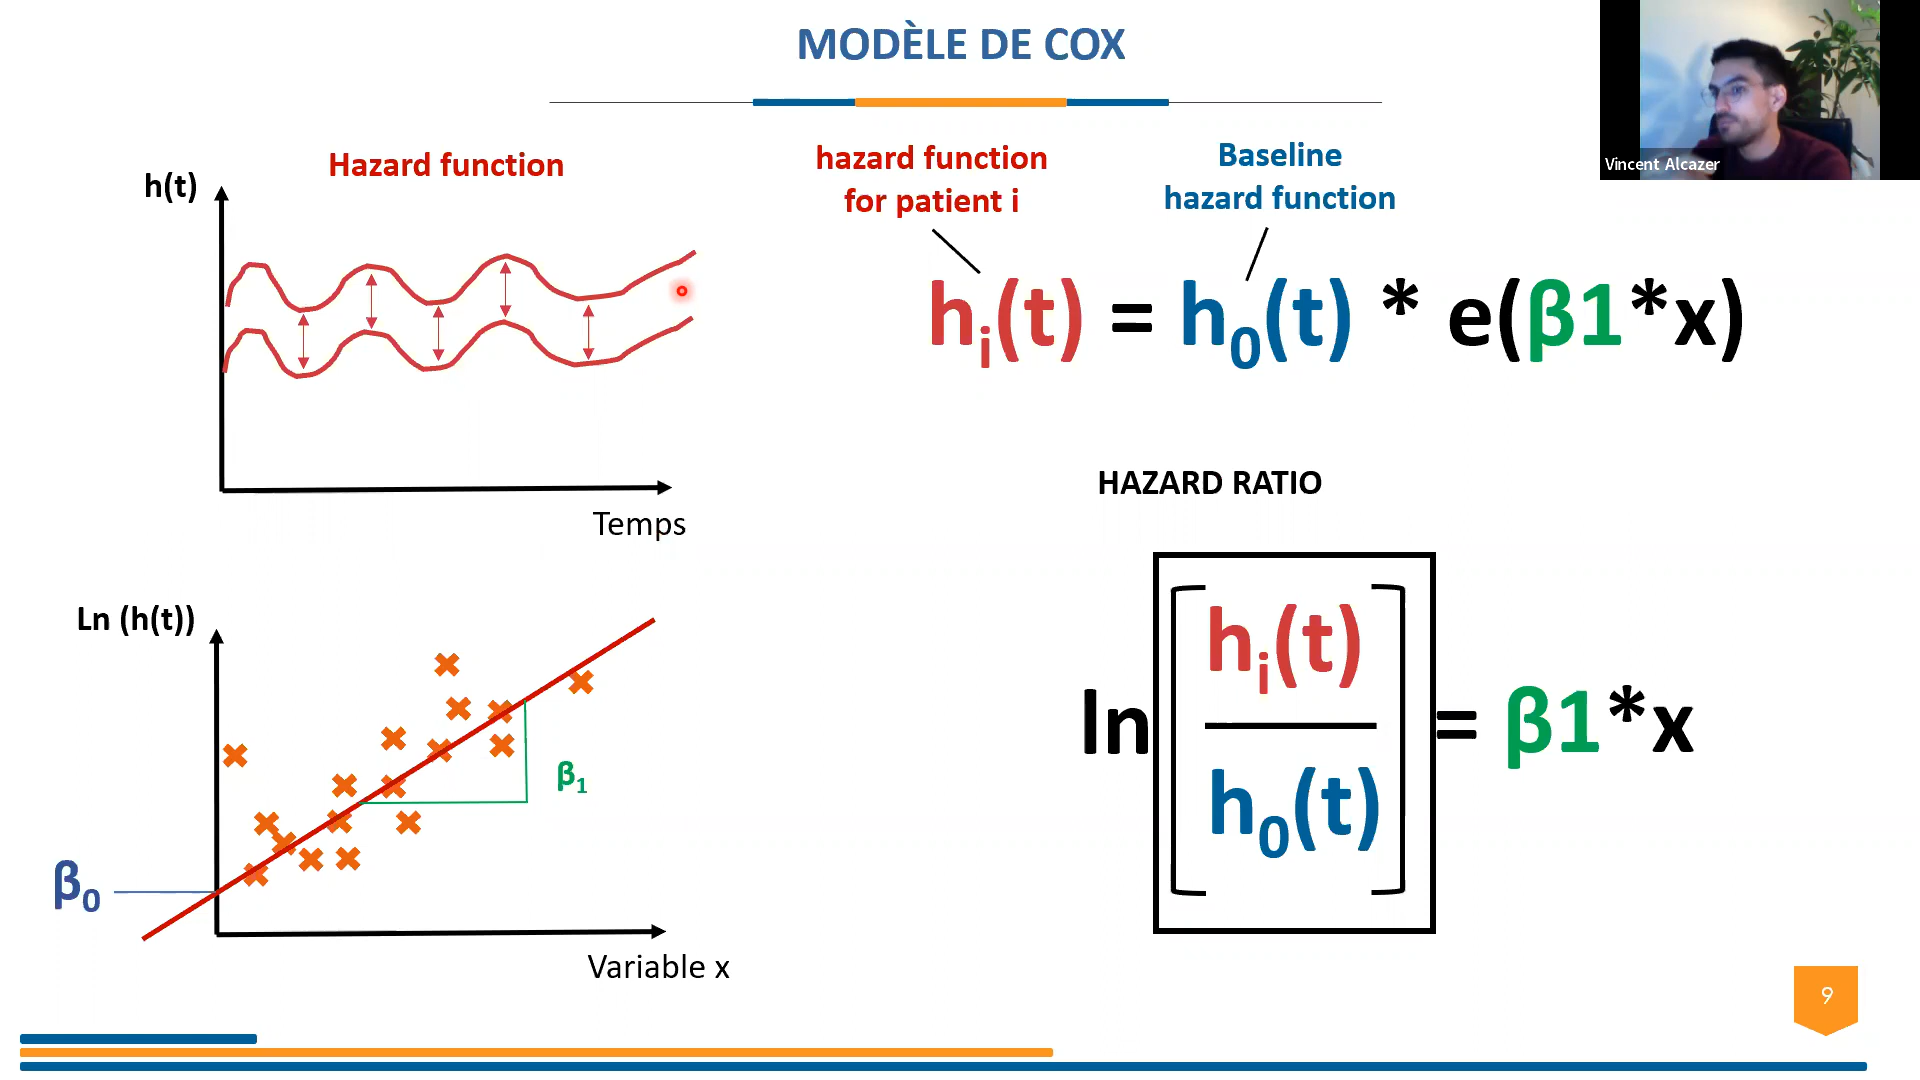 MODÈLE DE COX
Vincent Alcazer
Hazard function
h(t)
Temps
hazard function
for patient i
Baseline
hazard function
hᵢ(t) = h₀(t) * e(β1*x)
HAZARD RATIO
ln [hᵢ(t)
h₀(t)] = β1*x
Ln (h(t))
β₁
β₀
Variable x
9